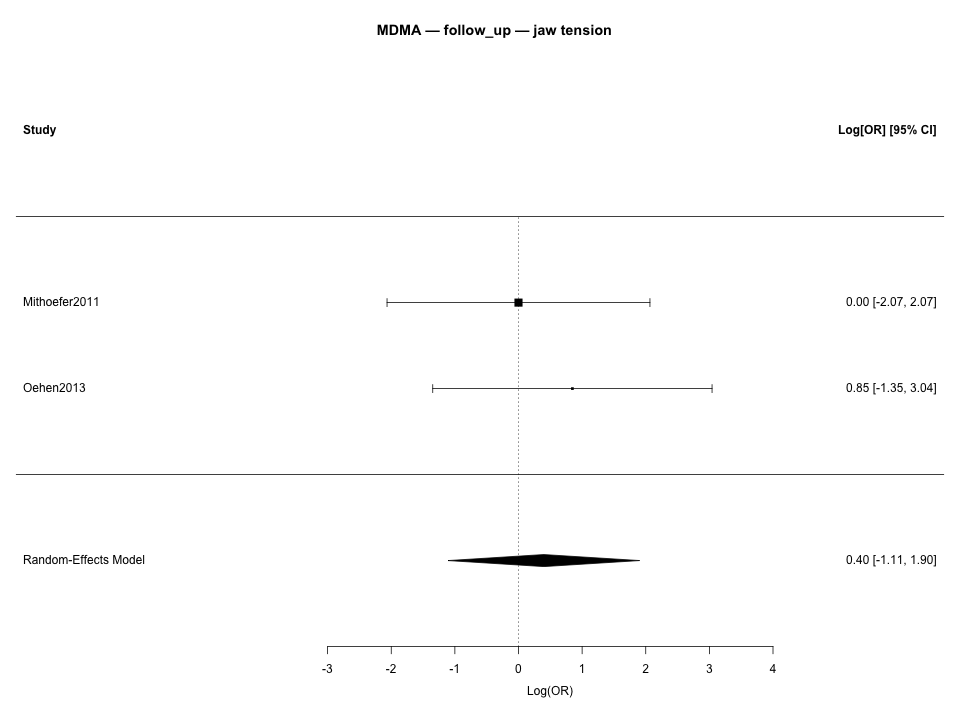 MDMA — follow_up — jaw tension
Study Log[OR] [95% CI]
Mithoefer2011 0.00 [-2.07, 2.07]
Oehen2013 0.85 [-1.35, 3.04]
Random-Effects Model 0.40 [-1.11, 1.90]
-3 -2 -1 0 1 2 3 4
Log(OR)